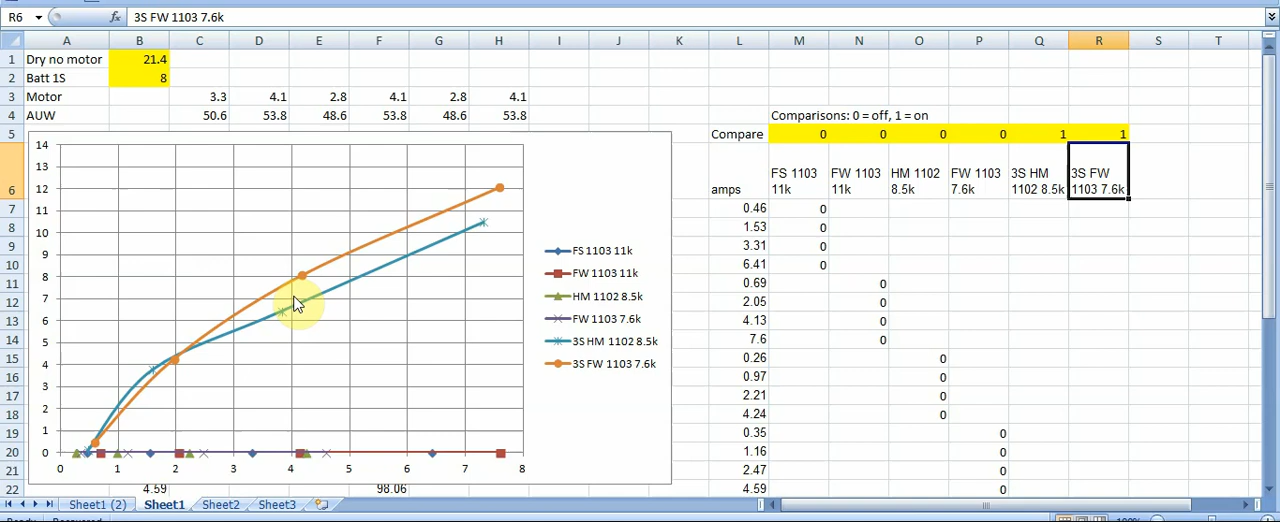 R6 fx 3S FW 1103 7.6k
A B C D E F G H I J K L M N O P Q R S T
1 Dry no motor 21.4
2 Batt 1S 8
3 Motor 3.3 4.1 2.8 4.1 2.8 4.1
4 AUW 50.6 53.8 48.6 53.8 48.6 53.8 Comparisons: 0 = off, 1 = on
5 Compare 0 0 0 0 1 1
6 amps FS 1103 11k FW 1103 11k HM 1102 8.5k FW 1103 7.6k 3S HM 1102 8.5k 3S FW 1103 7.6k
7 0.46 0
8 1.53 0
9 3.31 0
10 6.41 0
11 0.69 0
12 2.05 0
13 4.13 0
14 7.6 0
15 0.26 0
16 0.97 0
17 2.21 0
18 4.24 0
19 0.35 0
20 1.16 0
21 2.47 0
22 4.59 98.06 4.59 0
14
13
12
11
10
9
8
7
6
5
4
3
2
1
0
0 1 2 3 4 5 6 7 8
FS 1103 11k
FW 1103 11k
HM 1102 8.5k
FW 1103 7.6k
3S HM 1102 8.5k
3S FW 1103 7.6k
Sheet1 (2) Sheet1 Sheet2 Sheet3